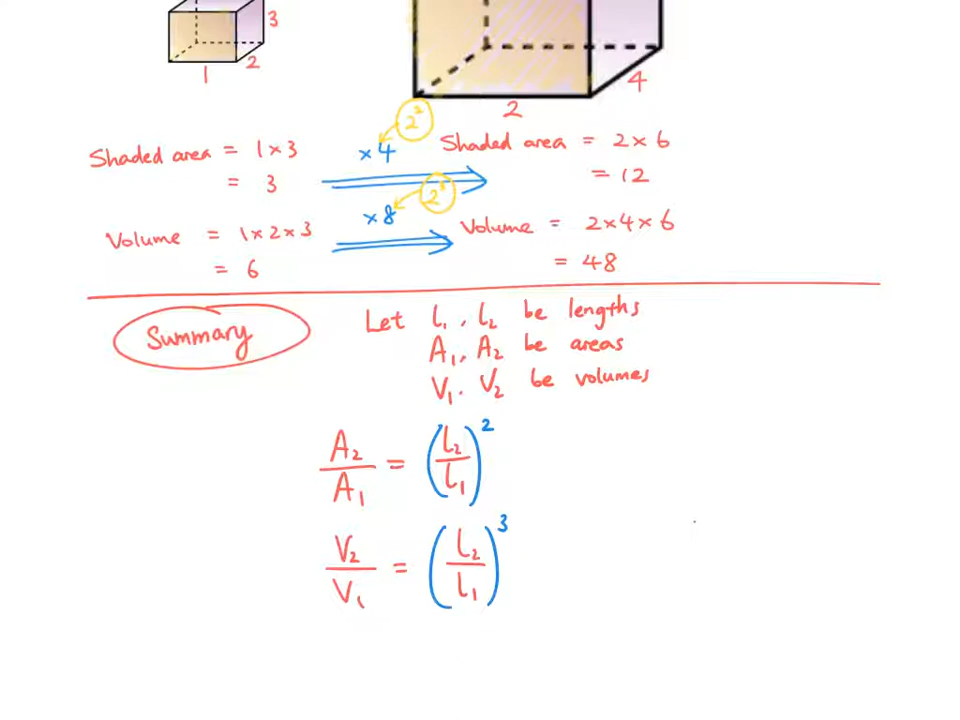 3
1
2
4
2
2²
Shaded area = 1 × 3
= 3
×4
Shaded area = 2 × 6
= 12
2³
×8
Volume = 1 × 2 × 3
= 6
Volume = 2 × 4 × 6
= 48
Summary
Let l₁, l₂ be lengths
A₁, A₂ be areas
V₁, V₂ be volumes
A₂/A₁ = (l₂/l₁)²
V₂/V₁ = (l₂/l₁)³